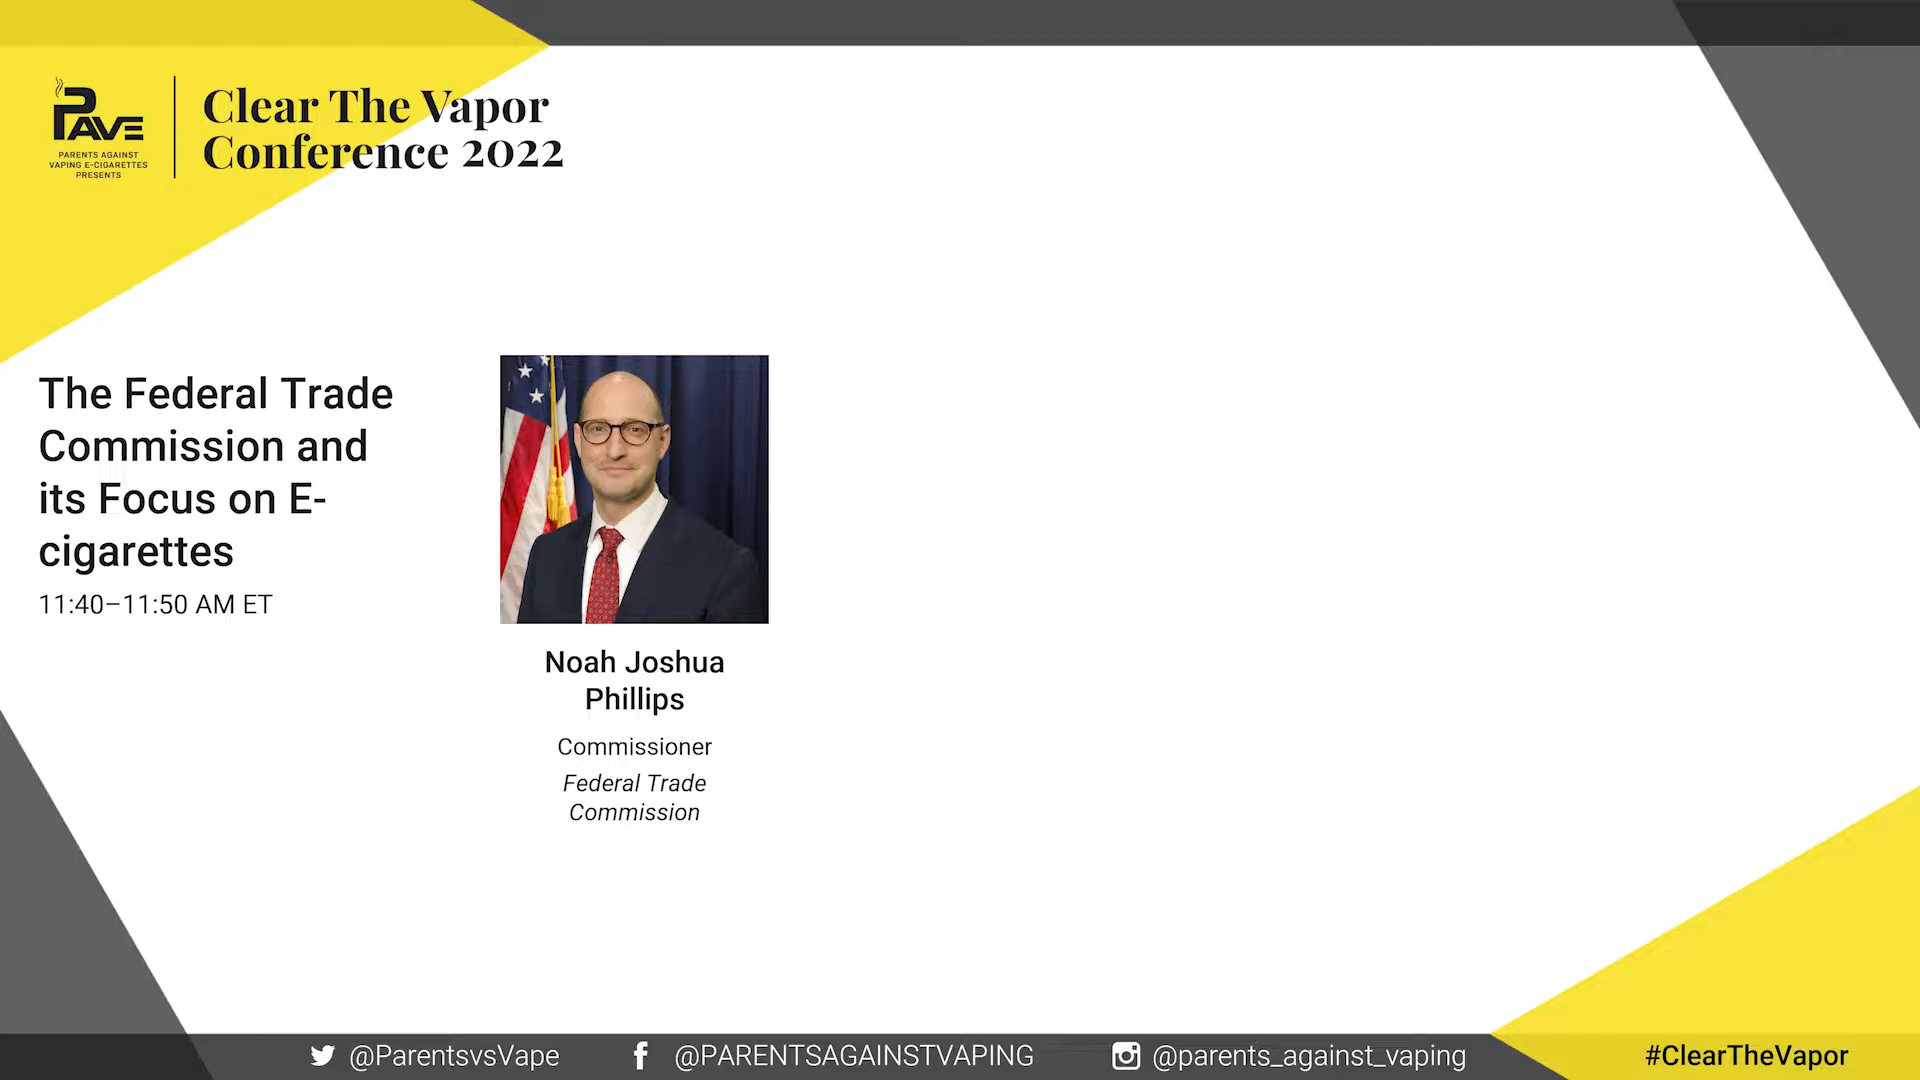 PAVE
PARENTS AGAINST
VAPING E-CIGARETTES
PRESENTS
Clear The Vapor
Conference 2022
The Federal Trade
Commission and
its Focus on E-
cigarettes
11:40–11:50 AM ET
Noah Joshua
Phillips
Commissioner
Federal Trade
Commission
@ParentsvsVape
@PARENTSAGAINSTVAPING
@parents_against_vaping
#ClearTheVapor